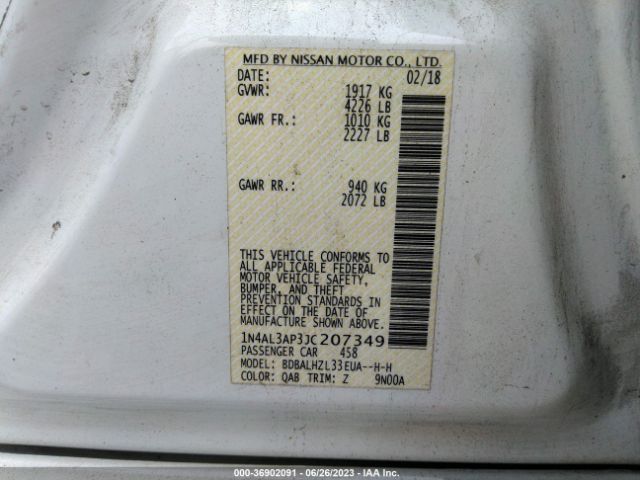 MFD BY NISSAN MOTOR CO., LTD.
DATE: 02/18
GVWR: 1917 KG
4226 LB
GAWR FR.: 1010 KG
2227 LB
GAWR RR.: 940 KG
2072 LB
THIS VEHICLE CONFORMS TO
ALL APPLICABLE FEDERAL
MOTOR VEHICLE SAFETY,
BUMPER, AND THEFT
PREVENTION STANDARDS IN
EFFECT ON THE DATE OF
MANUFACTURE SHOWN ABOVE
1N4AL3AP3JC207349
PASSENGER CAR 458
MODEL: BDBALHZL33EUA--H-H
COLOR: QAB TRIM: Z 9N00A
000-36902091 - 06/26/2023 - IAA Inc.